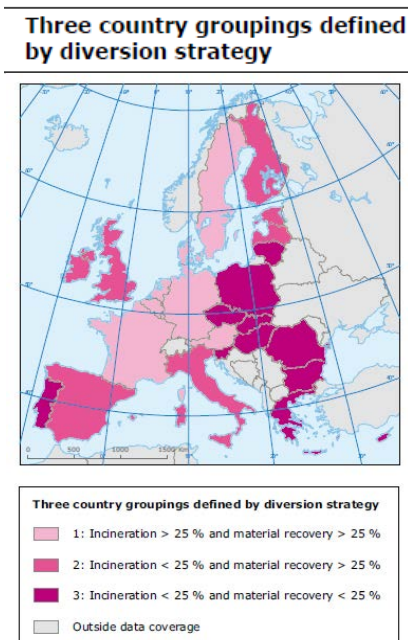 Three country groupings defined
by diversion strategy
0 500 1000 1500 km
Three country groupings defined by diversion strategy
1: Incineration > 25 % and material recovery > 25 %
2: Incineration < 25 % and material recovery > 25 %
3: Incineration < 25 % and material recovery < 25 %
Outside data coverage